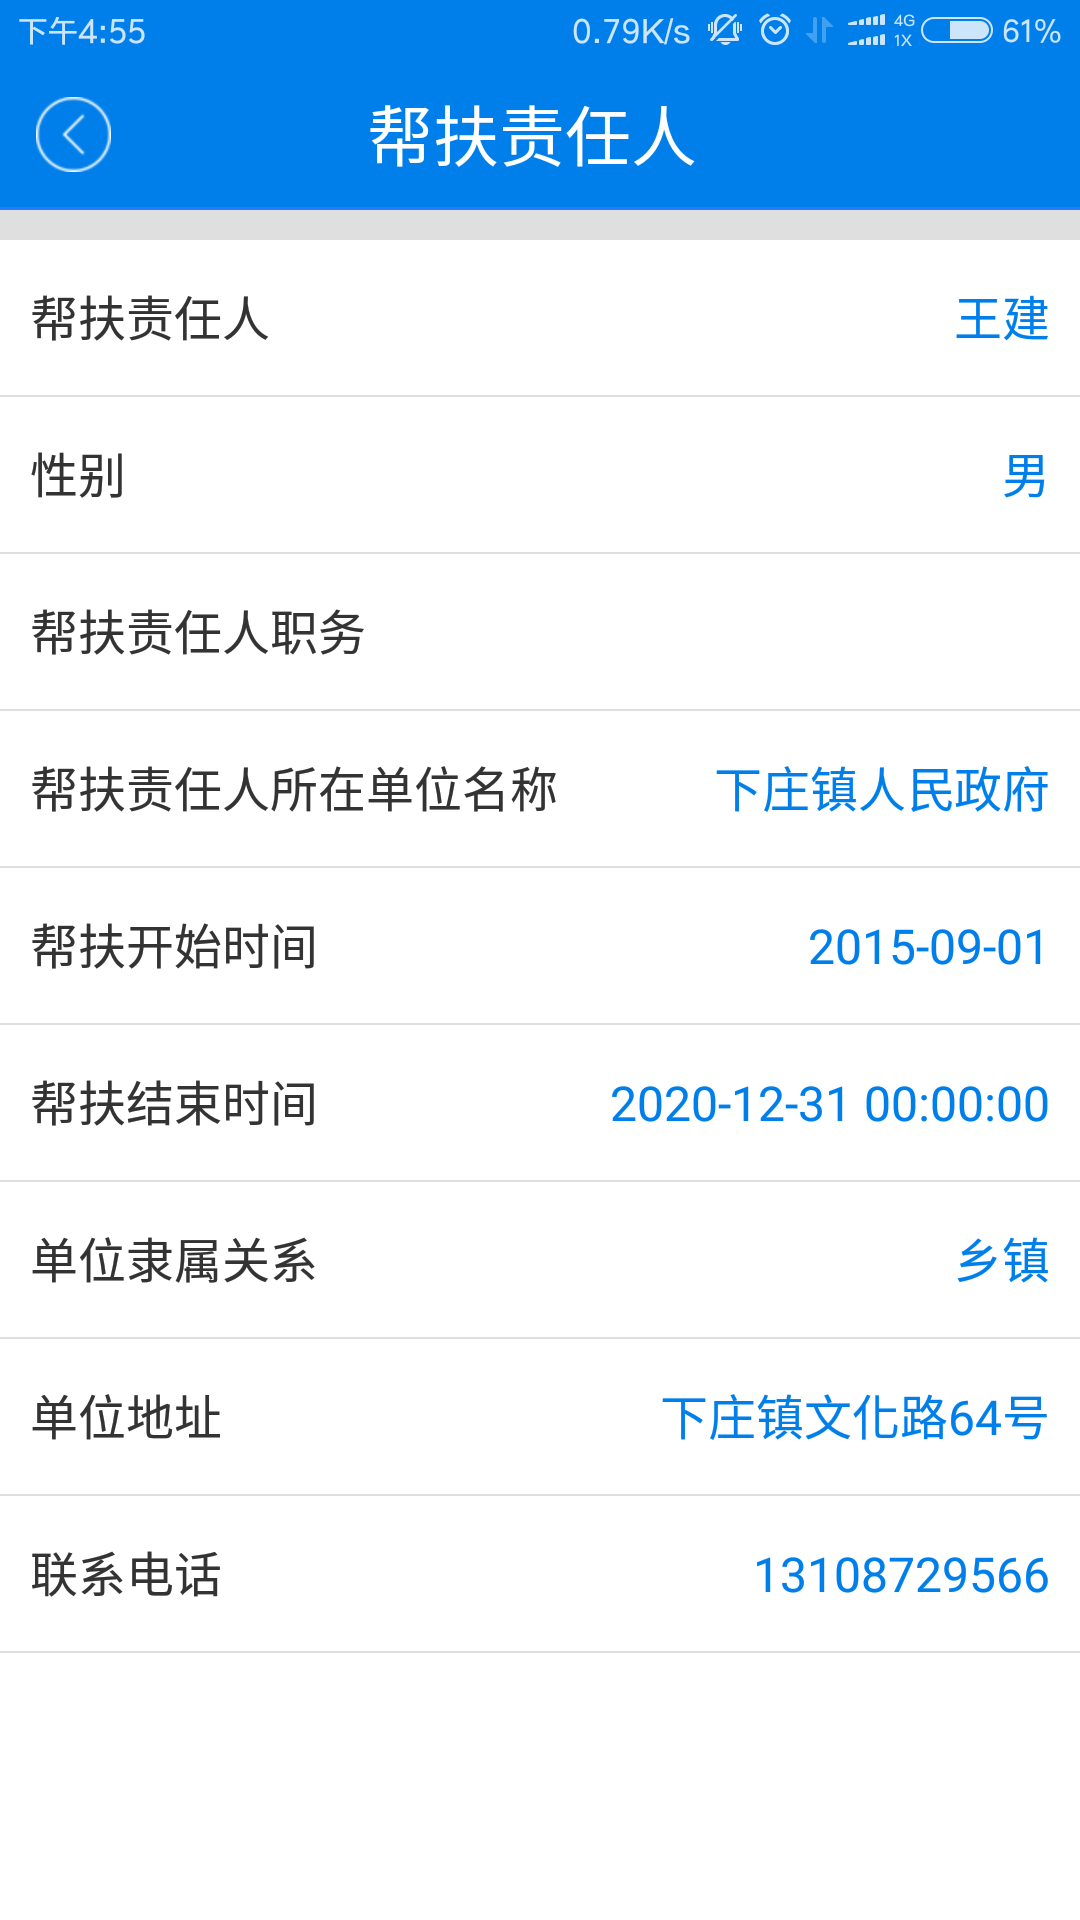 下午4:55 0.79K/s 4G 1X 61%
帮扶责任人
帮扶责任人 王建
性别 男
帮扶责任人职务
帮扶责任人所在单位名称 下庄镇人民政府
帮扶开始时间 2015-09-01
帮扶结束时间 2020-12-31 00:00:00
单位隶属关系 乡镇
单位地址 下庄镇文化路64号
联系电话 13108729566